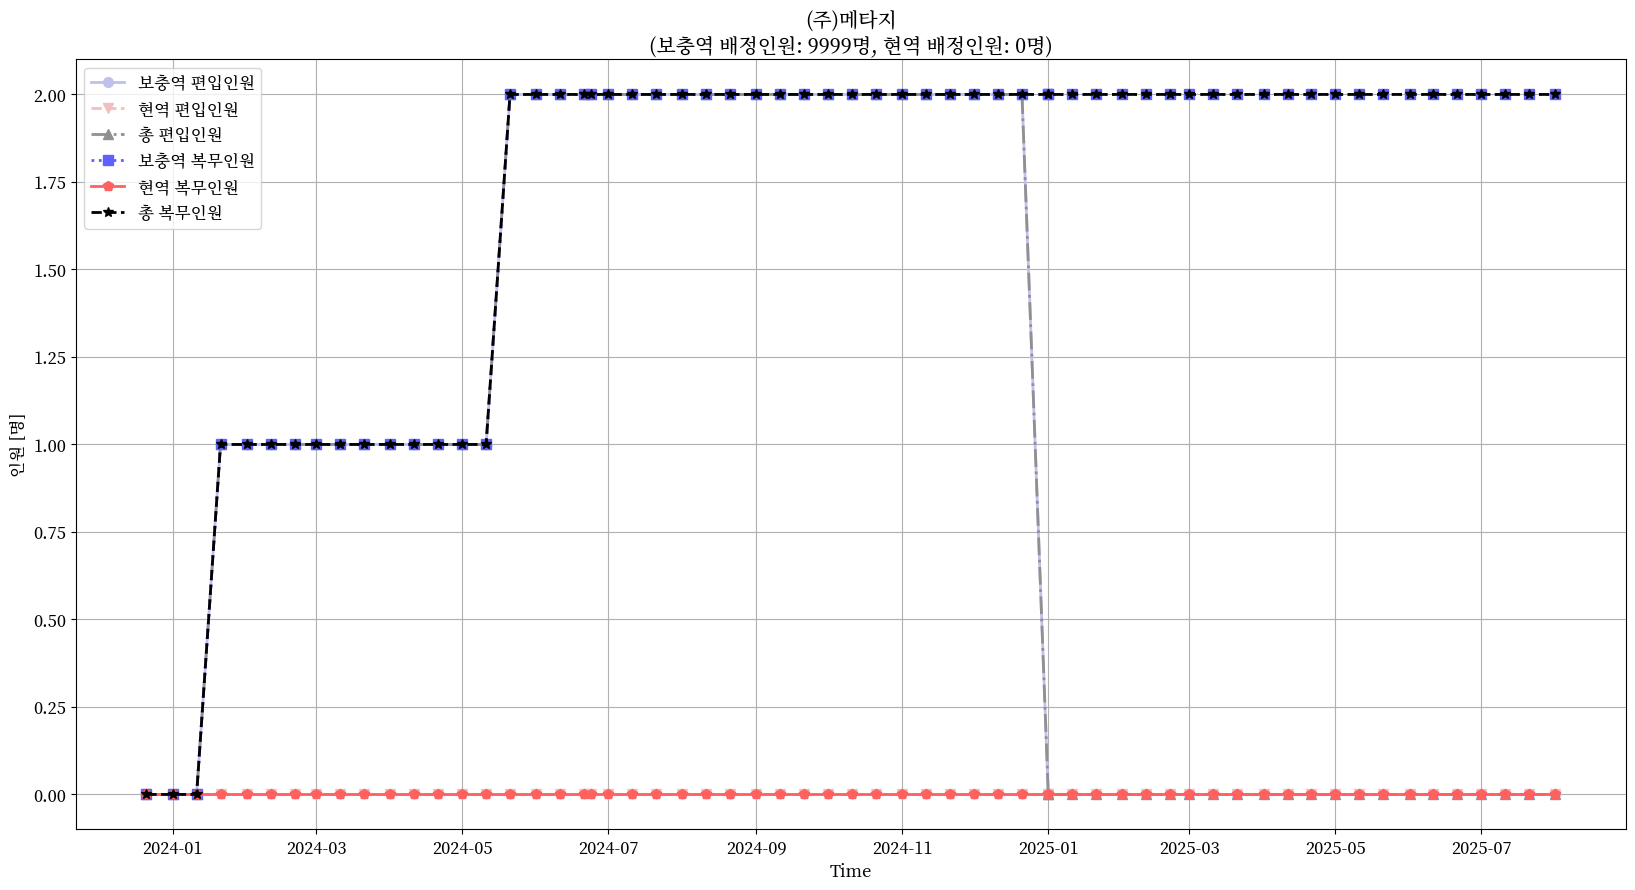 (주)메타지
(보충역 배정인원: 9999명, 현역 배정인원: 0명)
보충역 편입인원
현역 편입인원
총 편입인원
보충역 복무인원
현역 복무인원
총 복무인원
2.00
1.75
1.50
1.25
1.00
0.75
0.50
0.25
0.00
인원 [명]
2024-01 2024-03 2024-05 2024-07 2024-09 2024-11 2025-01 2025-03 2025-05 2025-07
Time